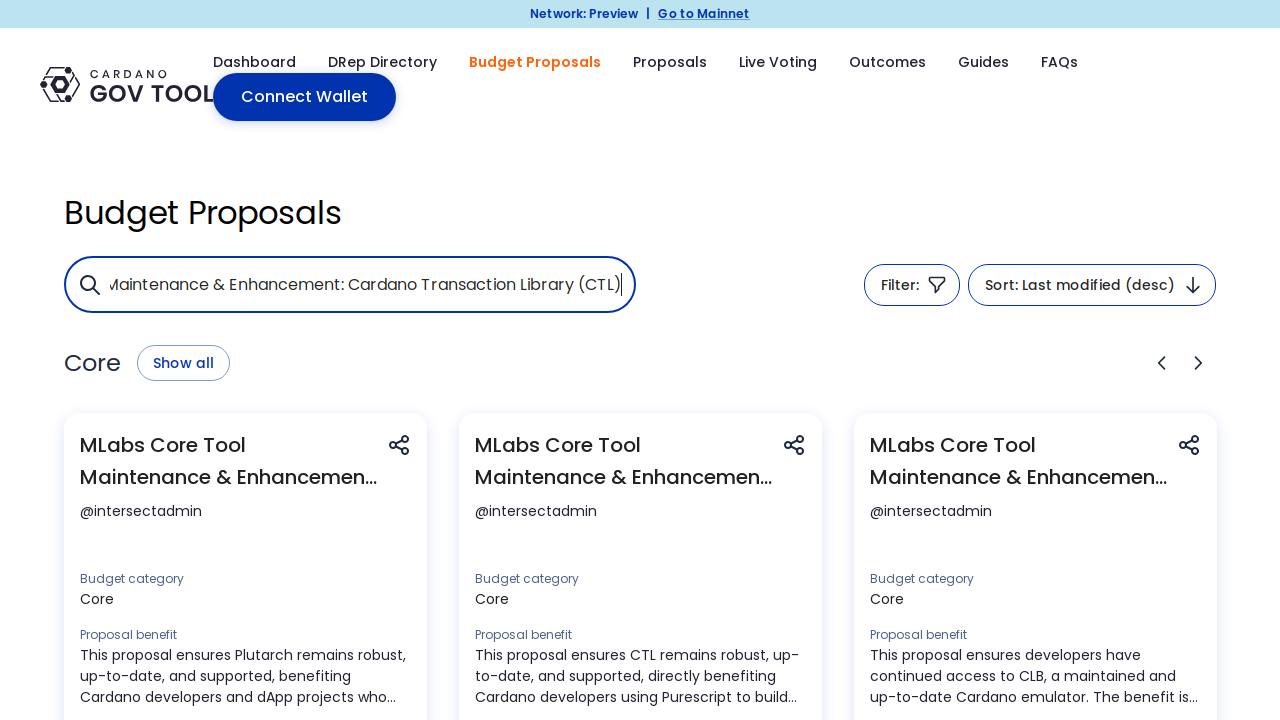 Network: Preview | Go to Mainnet
CARDANO
GOV TOOL
Dashboard DRep Directory Budget Proposals Proposals Live Voting Outcomes Guides FAQs
Connect Wallet
Budget Proposals
Maintenance & Enhancement: Cardano Transaction Library (CTL)
Filter:
Sort: Last modified (desc)
Core
Show all
MLabs Core Tool
Maintenance & Enhancemen...
@intersectadmin
Budget category
Core
Proposal benefit
This proposal ensures Plutarch remains robust,
up-to-date, and supported, benefiting
Cardano developers and dApp projects who...
MLabs Core Tool
Maintenance & Enhancemen...
@intersectadmin
Budget category
Core
Proposal benefit
This proposal ensures CTL remains robust, up-
to-date, and supported, directly benefiting
Cardano developers using Purescript to build...
MLabs Core Tool
Maintenance & Enhancemen...
@intersectadmin
Budget category
Core
Proposal benefit
This proposal ensures developers have
continued access to CLB, a maintained and
up-to-date Cardano emulator. The benefit is...